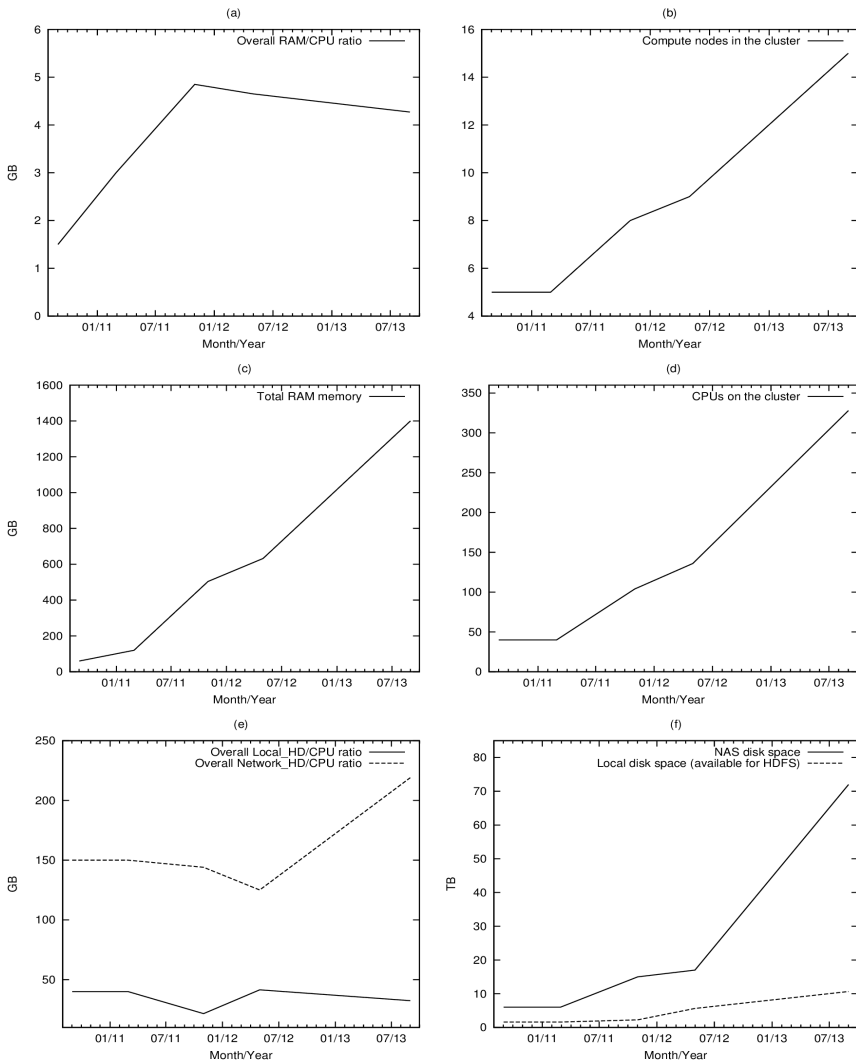 (a)
Overall RAM/CPU ratio
6
5
4
3
2
1
0
GB
01/11 07/11 01/12 07/12 01/13 07/13
Month/Year
(b)
Compute nodes in the cluster
16
14
12
10
8
6
4
01/11 07/11 01/12 07/12 01/13 07/13
Month/Year
(c)
Total RAM memory
1600
1400
1200
1000
800
600
400
200
0
GB
01/11 07/11 01/12 07/12 01/13 07/13
Month/Year
(d)
CPUs on the cluster
350
300
250
200
150
100
50
0
01/11 07/11 01/12 07/12 01/13 07/13
Month/Year
(e)
Overall Local_HD/CPU ratio
Overall Network_HD/CPU ratio
250
200
150
100
50
GB
01/11 07/11 01/12 07/12 01/13 07/13
Month/Year
(f)
NAS disk space
Local disk space (available for HDFS)
80
70
60
50
40
30
20
10
0
TB
01/11 07/11 01/12 07/12 01/13 07/13
Month/Year